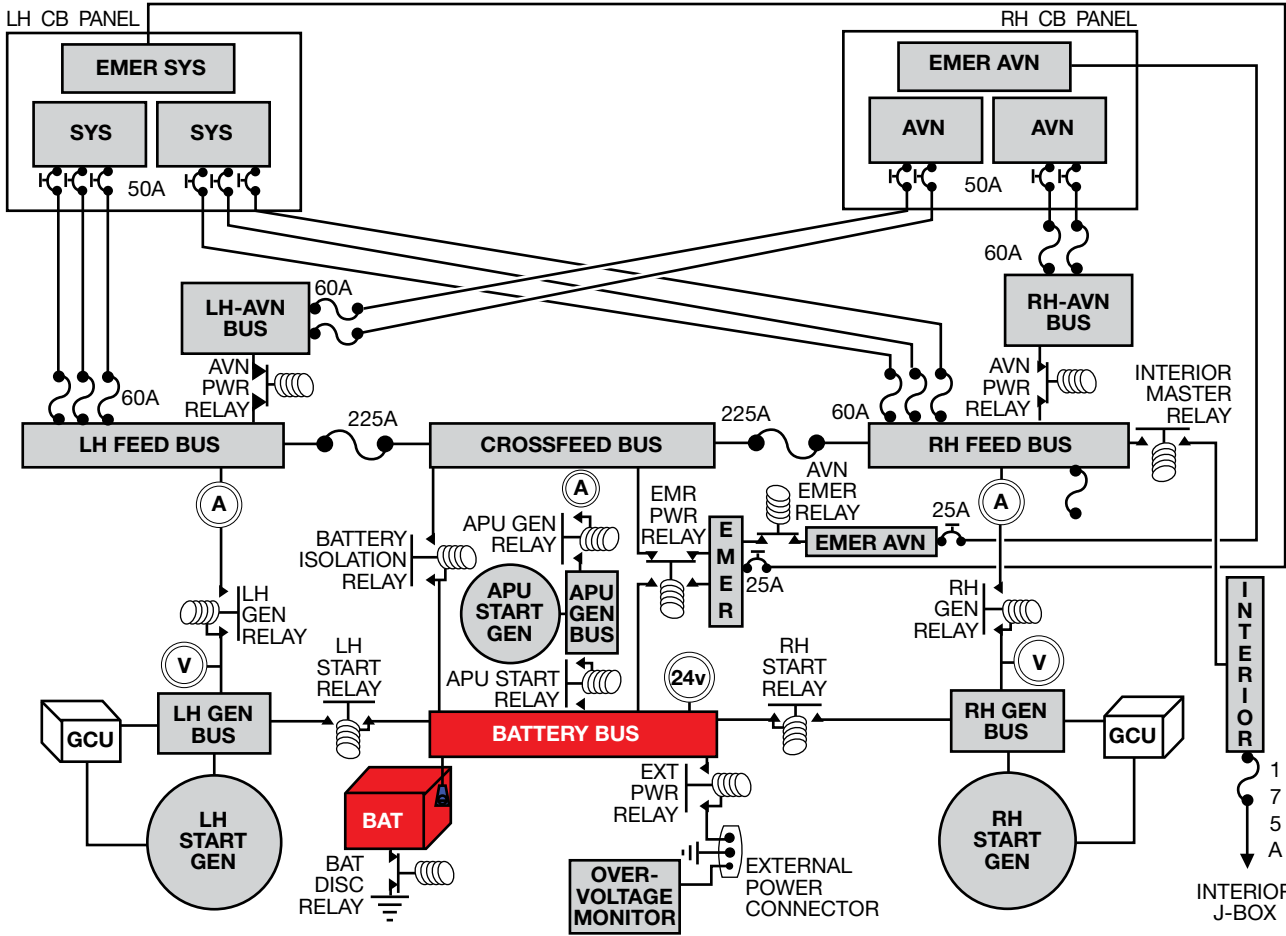 LH CB PANEL
RH CB PANEL
EMER SYS
EMER AVN
SYS
SYS
AVN
AVN
50A
50A
60A
LH-AVN
BUS
60A
RH-AVN
BUS
AVN
PWR
RELAY
AVN
PWR
RELAY
INTERIOR
MASTER
RELAY
60A
225A
225A
60A
LH FEED BUS
CROSSFEED BUS
RH FEED BUS
A
A
A
APU GEN
RELAY
EMR
PWR
RELAY
AVN
EMER
RELAY
25A
BATTERY
ISOLATION
RELAY
EMER
EMER AVN
25A
APU
START
GEN
APU
GEN
BUS
LH
GEN
RELAY
RH
GEN
RELAY
INTERIOR
V
LH
START
RELAY
APU START
RELAY
24v
RH
START
RELAY
V
GCU
LH GEN
BUS
BATTERY BUS
RH GEN
BUS
GCU
LH
START
GEN
BAT
EXT
PWR
RELAY
RH
START
GEN
175A
BAT
DISC
RELAY
OVER-
VOLTAGE
MONITOR
EXTERNAL
POWER
CONNECTOR
INTERIOR
J-BOX